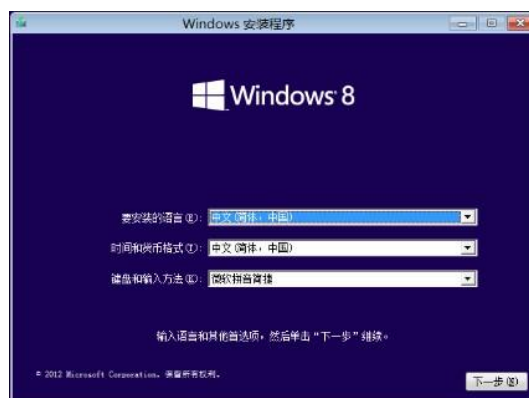 Windows 安装程序
Windows 8
要安装的语言(E): 中文(简体，中国)
时间和货币格式(T): 中文(简体，中国)
键盘和输入方法(K): 微软拼音简捷
输入语言和其他首选项，然后单击“下一步”继续。
© 2012 Microsoft Corporation。保留所有权利。
下一步(N)